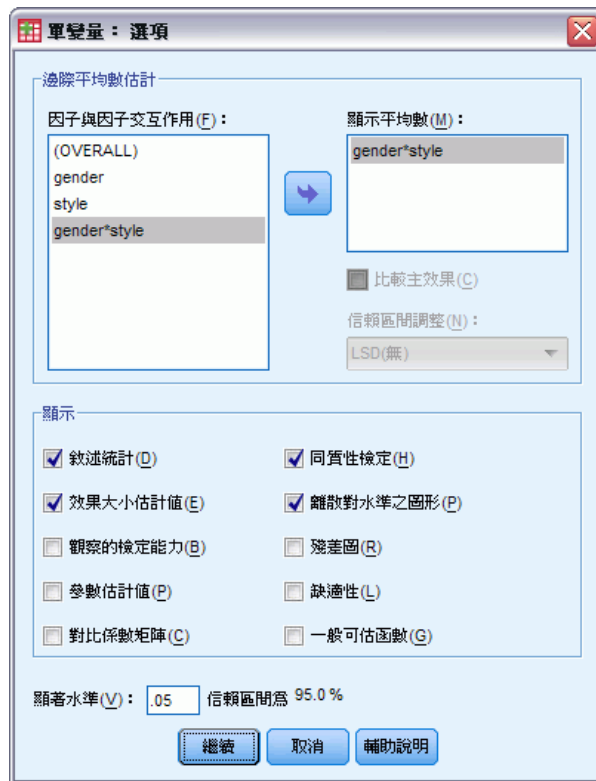 單變量： 選項
邊際平均數估計
因子與因子交互作用(F)：
(OVERALL)
gender
style
gender*style
顯示平均數(M)：
gender*style
比較主效果(C)
信賴區間調整(N)：
LSD(無)
顯示
敘述統計(D)
同質性檢定(H)
效果大小估計值(E)
離散對水準之圖形(P)
觀察的檢定能力(B)
殘差圖(R)
參數估計值(P)
缺適性(L)
對比係數矩陣(C)
一般可估函數(G)
顯著水準(V)： .05 信賴區間為 95.0 %
繼續 取消 輔助說明